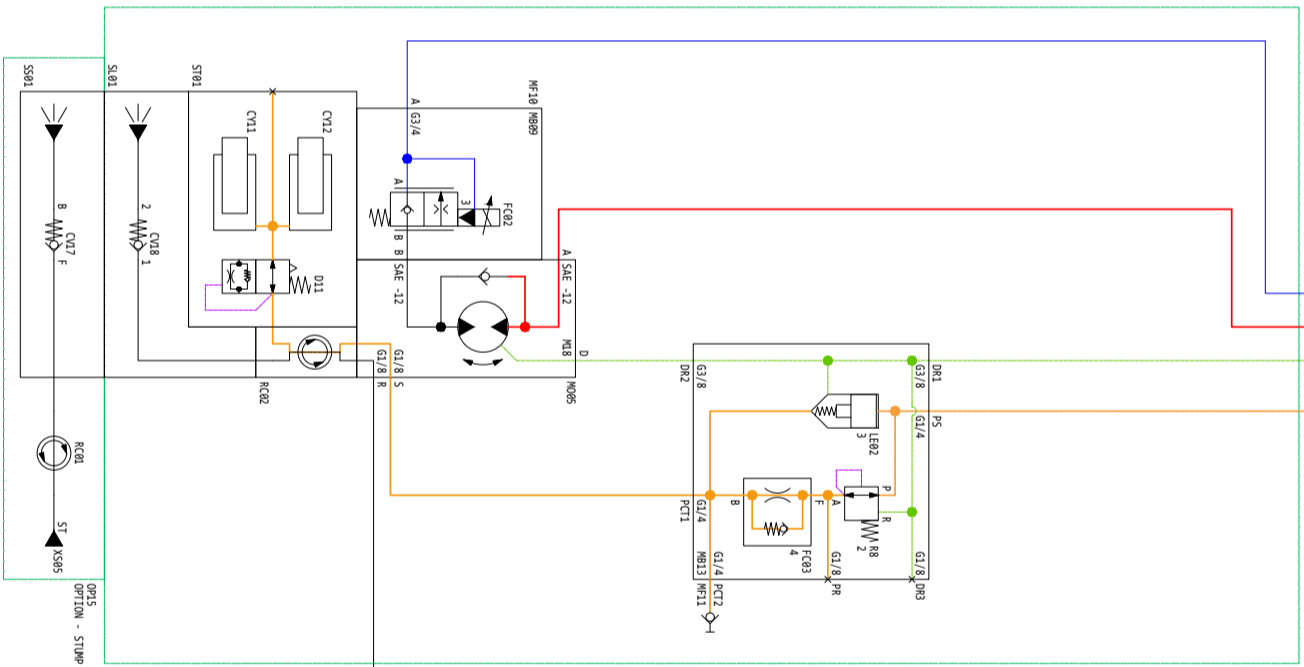 SS01
SL01
ST01
CY11
CY12
MF10 MB09
A G3/4
A
B
3
FC02
B SAE -12
A SAE -12
2
CV18
1
B
CV17
F
D11
M18
D
MO05
G1/8 S
G1/8 R
RC02
RC01
ST
XS05
OP15
OPTION - STUMP
DR2
G3/8
DR1
G3/8
PS
G1/4
LE02
3
P
R
A
R8
2
F
B
FC03
4
PCT1
G1/4
MB13
G1/4 PCT2
MF11
G1/8 PR
G1/8 DR3